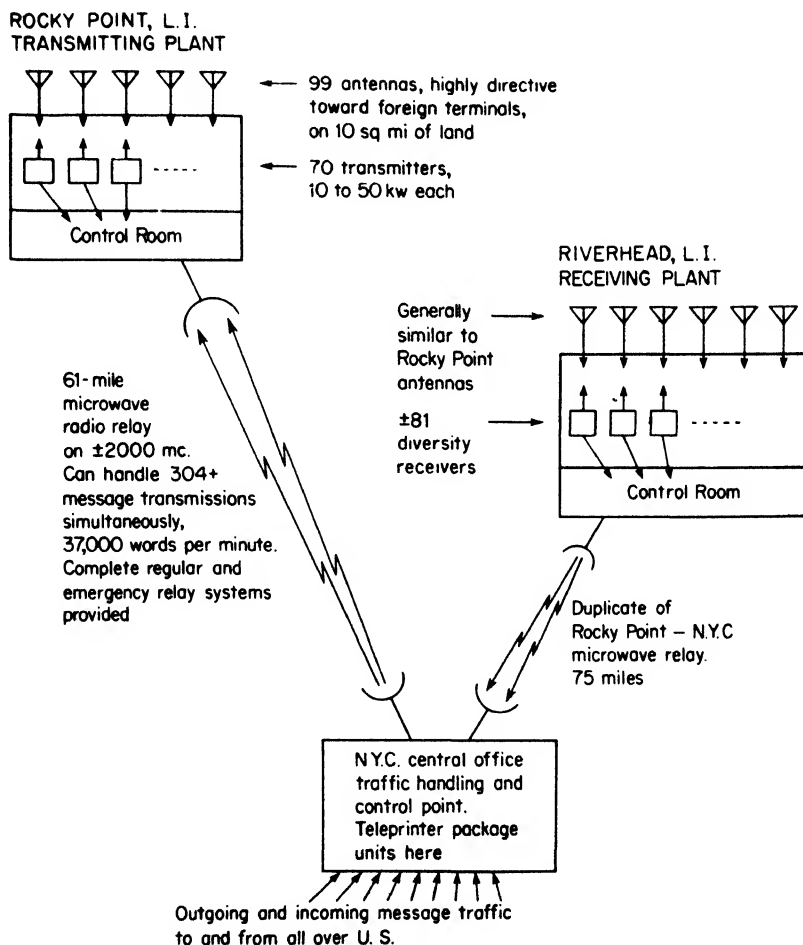 ROCKY POINT, L.I.
TRANSMITTING PLANT
99 antennas, highly directive
toward foreign terminals,
on 10 sq mi of land
70 transmitters,
10 to 50 kw each
Control Room
RIVERHEAD, L.I.
RECEIVING PLANT
Generally
similar to
Rocky Point
antennas
±81
diversity
receivers
Control Room
61-mile
microwave
radio relay
on ±2000 mc.
Can handle 304+
message transmissions
simultaneously,
37,000 words per minute.
Complete regular and
emergency relay systems
provided
Duplicate of
Rocky Point – N.Y.C
microwave relay.
75 miles
N.Y.C. central office
traffic handling and
control point.
Teleprinter package
units here
Outgoing and incoming message traffic
to and from all over U. S.